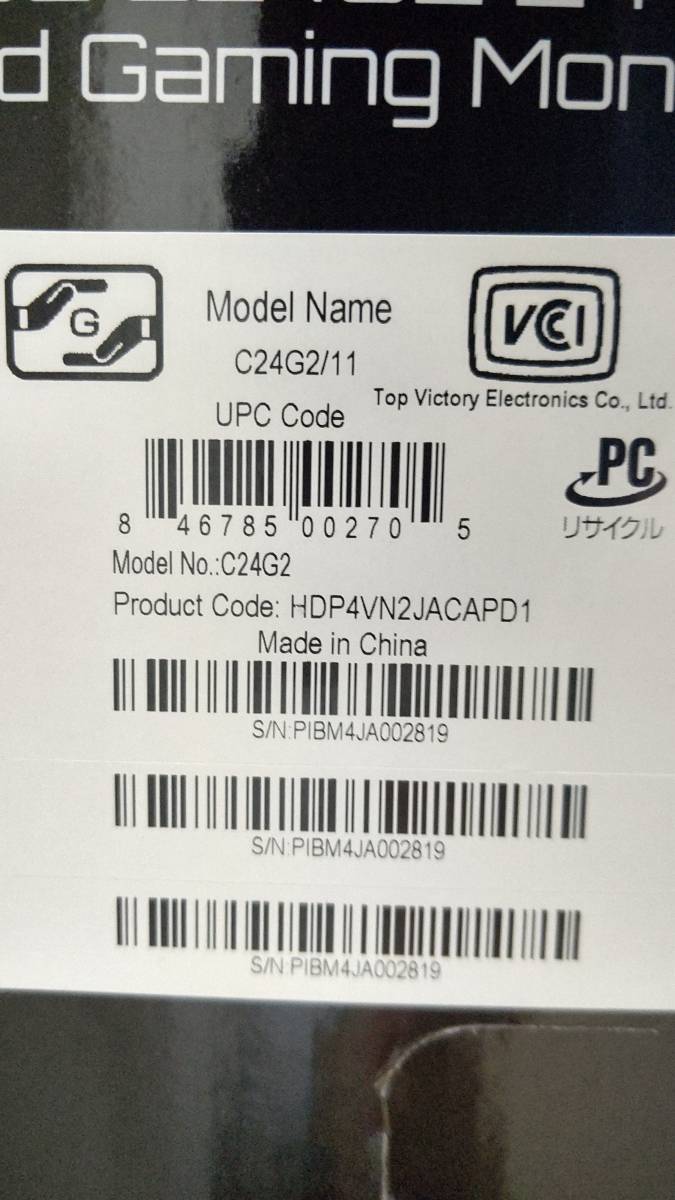 d Gaming Mon
G
Model Name
C24G2/11
VCCI
Top Victory Electronics Co., Ltd.
UPC Code
8 46785 00270 5
PC
リサイクル
Model No.:C24G2
Product Code: HDP4VN2JACAPD1
Made in China
S/N:PIBM4JA002819
S/N:PIBM4JA002819
S/N:PIBM4JA002819